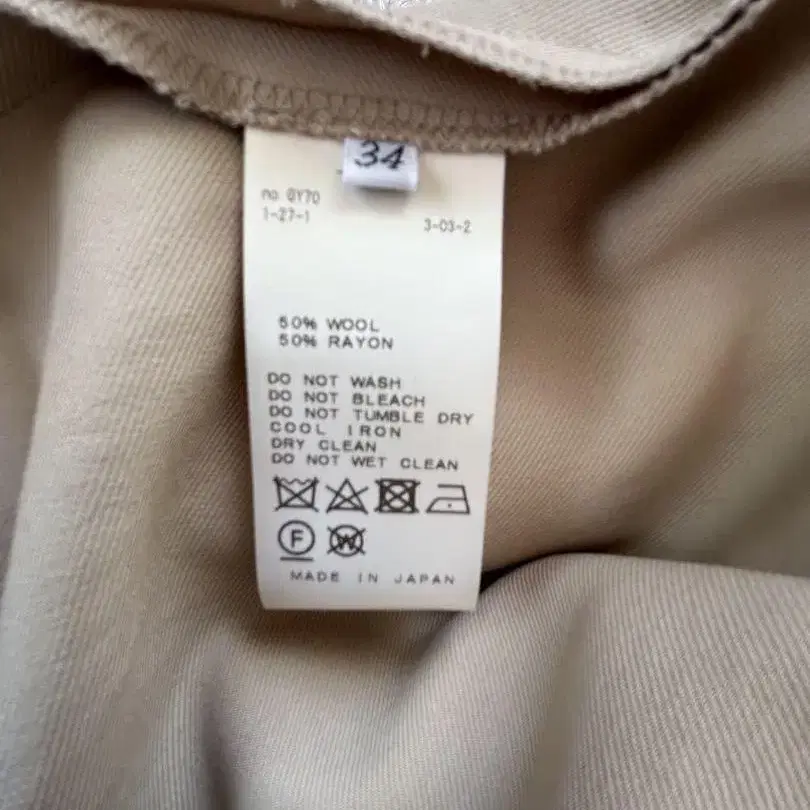 34
no QY70
1-27-1
3-03-2
50% WOOL
50% RAYON
DO NOT WASH
DO NOT BLEACH
DO NOT TUMBLE DRY
COOL IRON
DRY CLEAN
DO NOT WET CLEAN
F W
MADE IN JAPAN